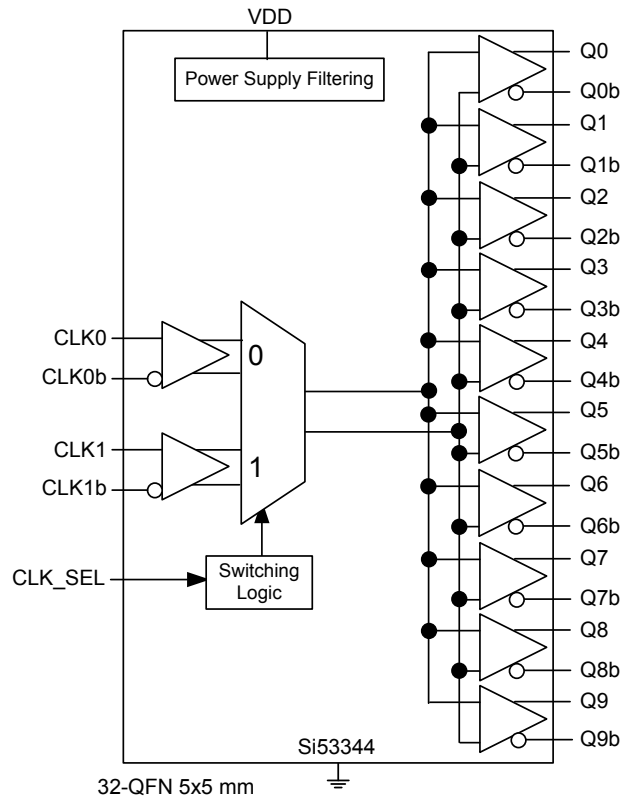 VDD
Power Supply Filtering
Q0
Q0b
Q1
Q1b
Q2
Q2b
Q3
Q3b
CLK0
0
Q4
CLK0b
Q4b
Q5
CLK1
1
Q5b
CLK1b
Q6
Q6b
CLK_SEL
Switching
Logic
Q7
Q7b
Q8
Q8b
Q9
Q9b
Si53344
32-QFN 5x5 mm